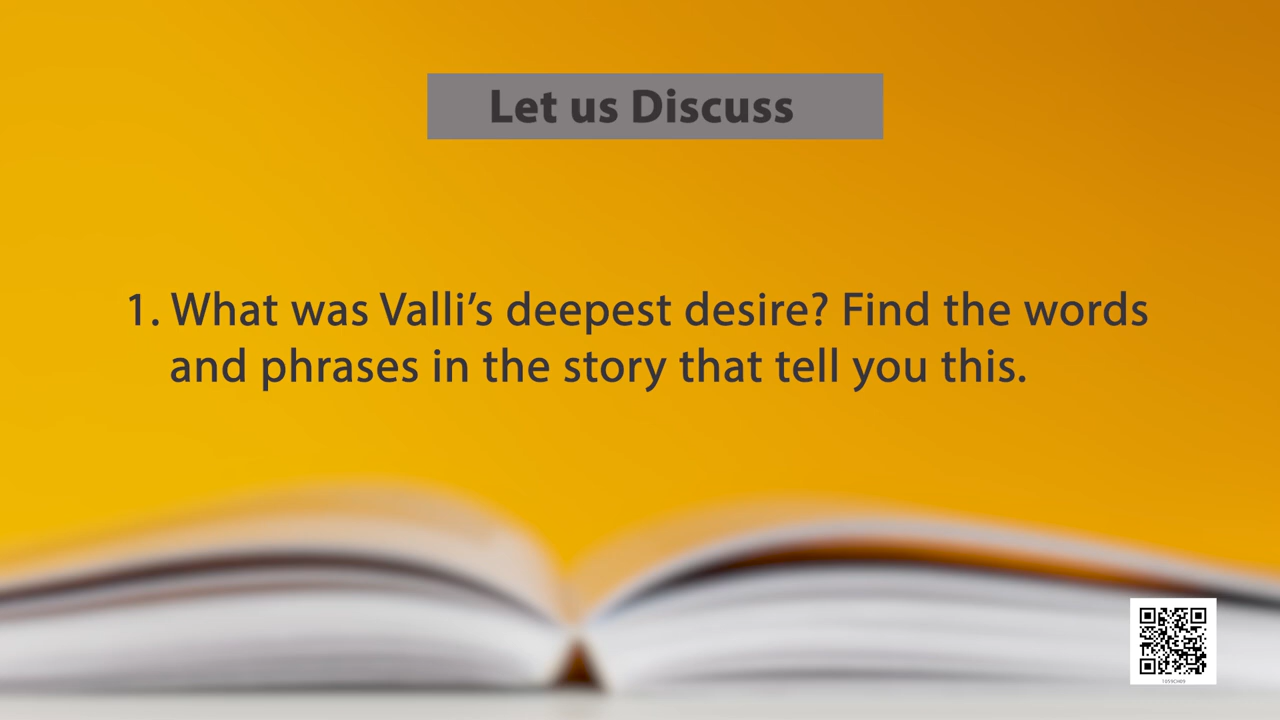 Let us Discuss
1. What was Valli’s deepest desire? Find the words
and phrases in the story that tell you this.